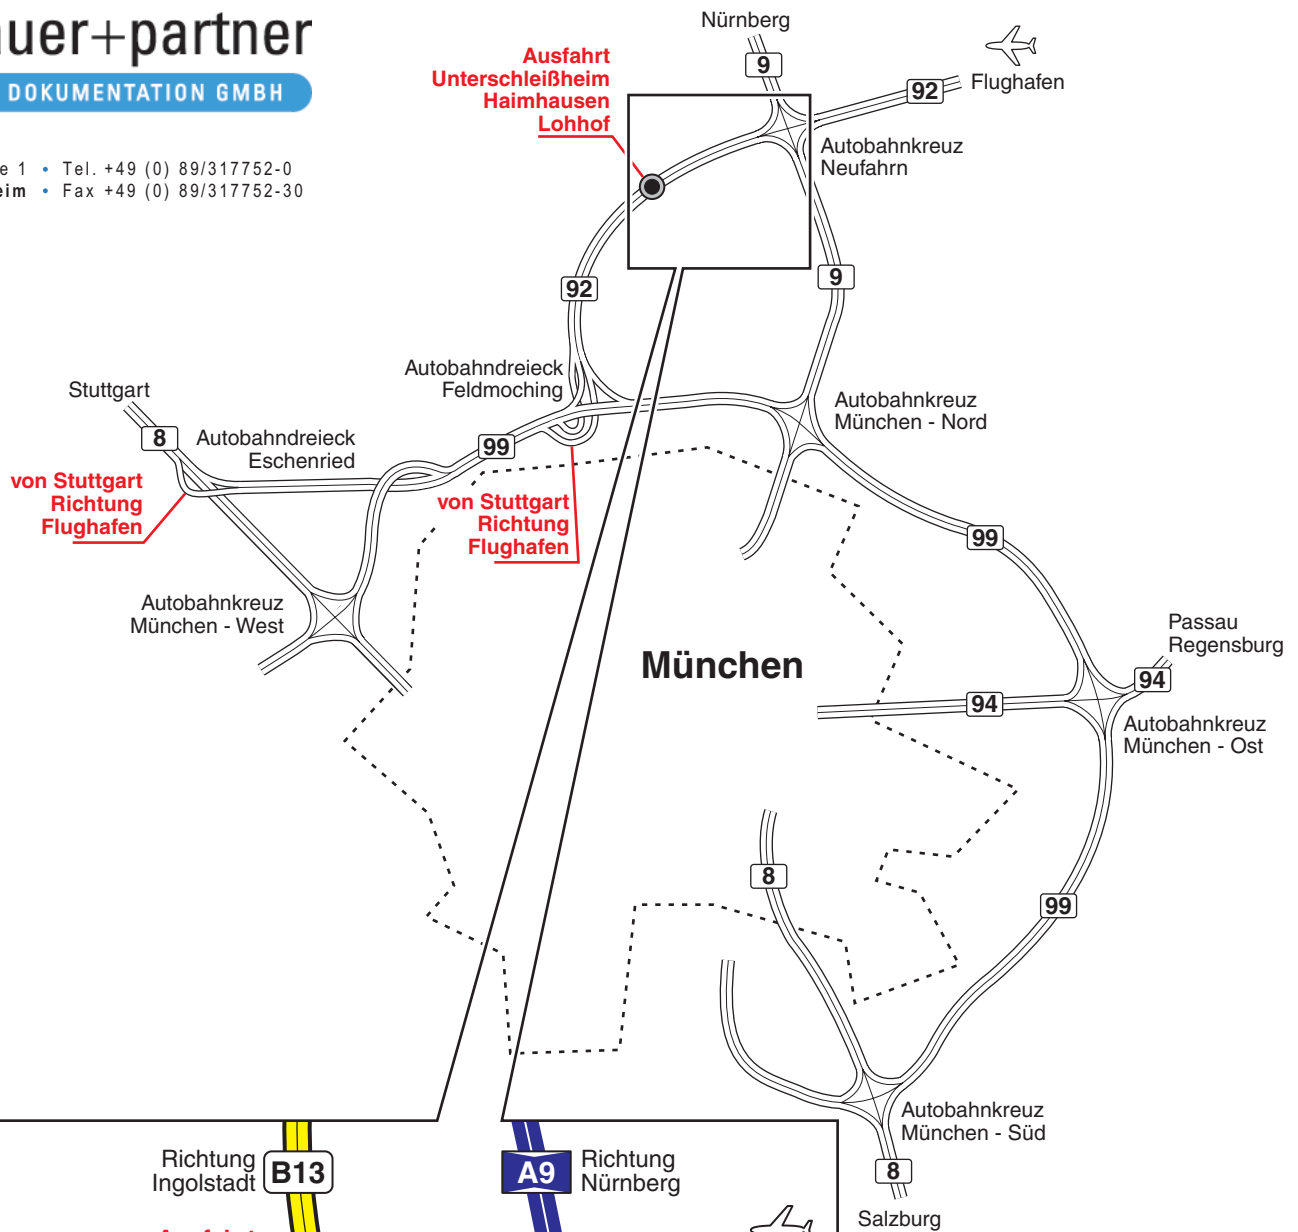 uer+partner
DOKUMENTATION GMBH
e 1 • Tel. +49 (0) 89/317752-0
eim • Fax +49 (0) 89/317752-30
Nürnberg
9
Flughafen
92
Ausfahrt
Unterschleißheim
Haimhausen
Lohhof
Autobahnkreuz
Neufahrn
92
9
Autobahndreieck
Feldmoching
Stuttgart
8
Autobahndreieck
Eschenried
99
Autobahnkreuz
München - Nord
von Stuttgart
Richtung
Flughafen
von Stuttgart
Richtung
Flughafen
99
Autobahnkreuz
München - West
München
Passau
Regensburg
94
94
Autobahnkreuz
München - Ost
8
99
Autobahnkreuz
München - Süd
8
Salzburg
Richtung
Ingolstadt
B13
A9
Richtung
Nürnberg
Ausfahrt